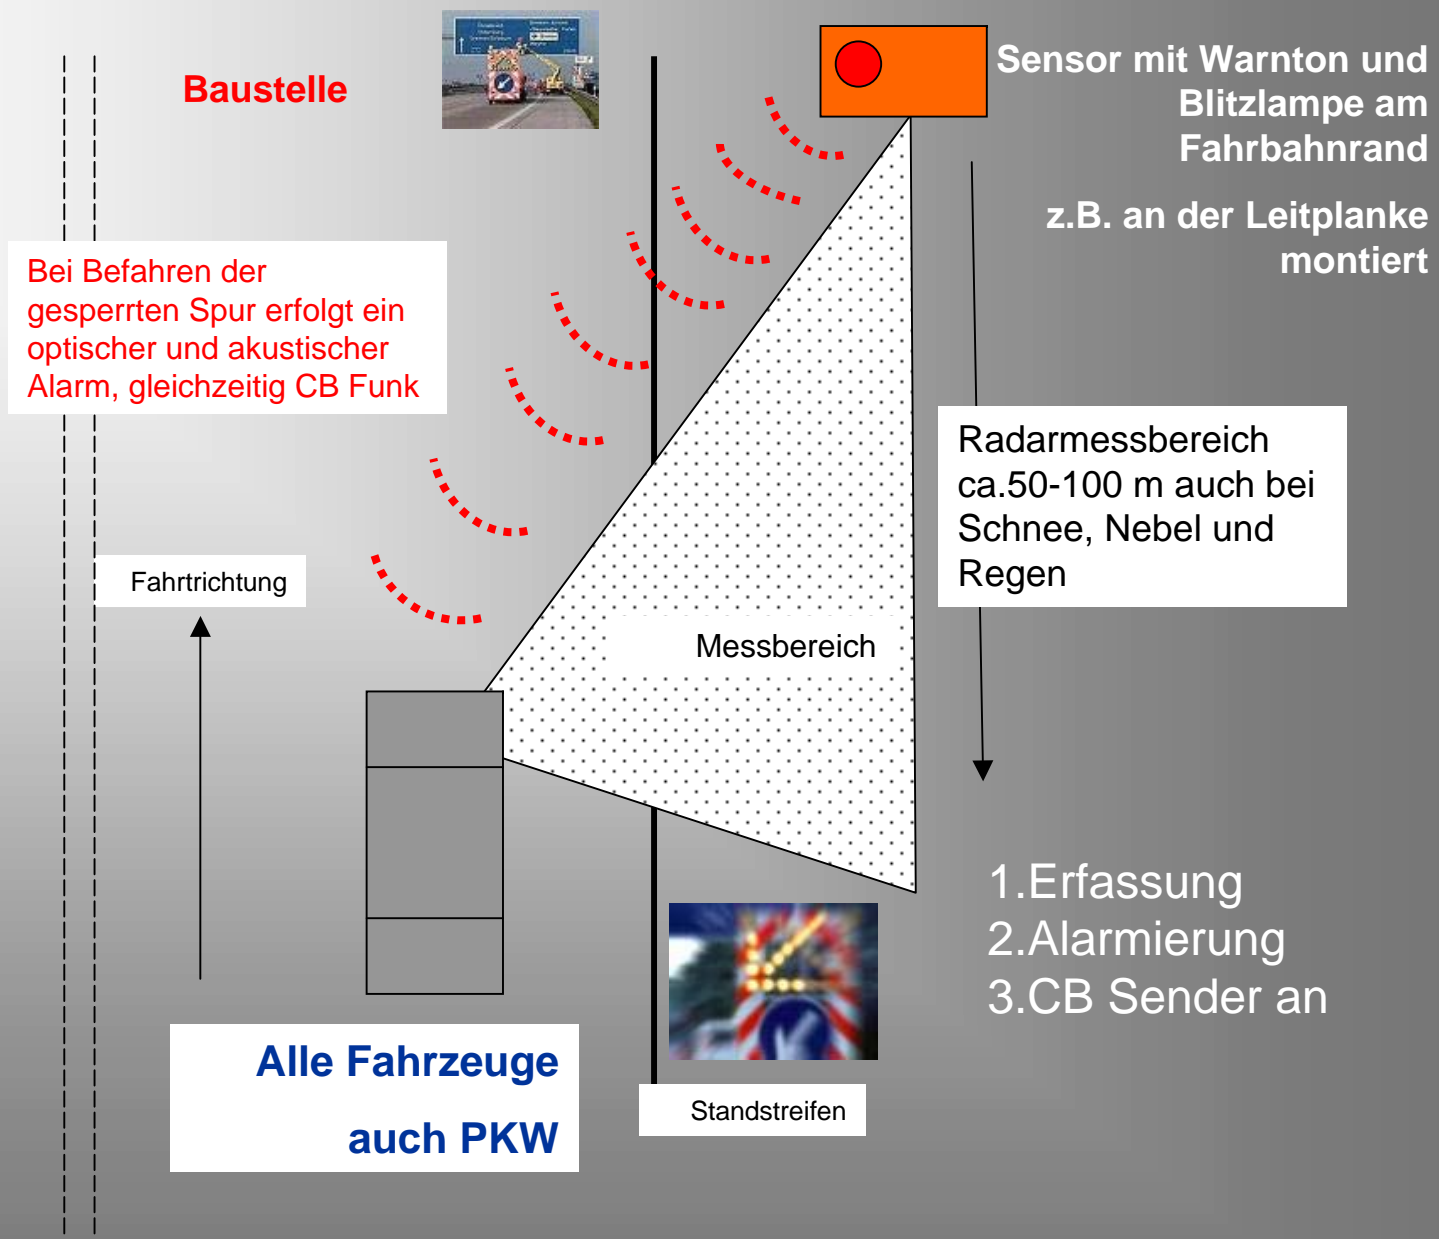 Baustelle
Sensor mit Warnton und
Blitzlampe am
Fahrbahnrand
z.B. an der Leitplanke
montiert
Bei Befahren der
gesperrten Spur erfolgt ein
optischer und akustischer
Alarm, gleichzeitig CB Funk
Radarmessbereich
ca.50-100 m auch bei
Schnee, Nebel und
Regen
Fahrtrichtung
Messbereich
1.Erfassung
2.Alarmierung
3.CB Sender an
Alle Fahrzeuge
auch PKW
Standstreifen